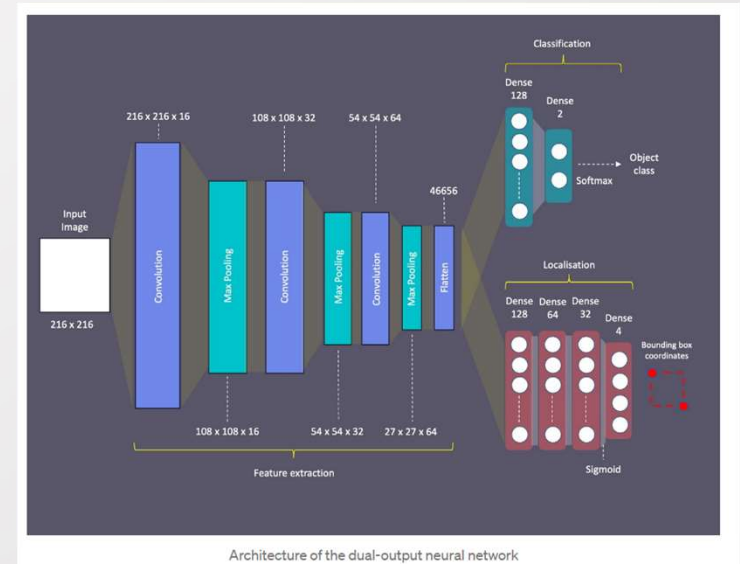 Classification
Dense
128
Dense
2
216 x 216 x 16
108 x 108 x 32
54 x 54 x 64
Object
class
Softmax
46656
Input
Image
Convolution
Max Pooling
Convolution
Max Pooling
Convolution
Max Pooling
Flatten
216 x 216
Localisation
Dense
128
Dense
64
Dense
32
Dense
4
Bounding box
coordinates
108 x 108 x 16
54 x 54 x 32
27 x 27 x 64
Feature extraction
Sigmoid
Architecture of the dual-output neural network